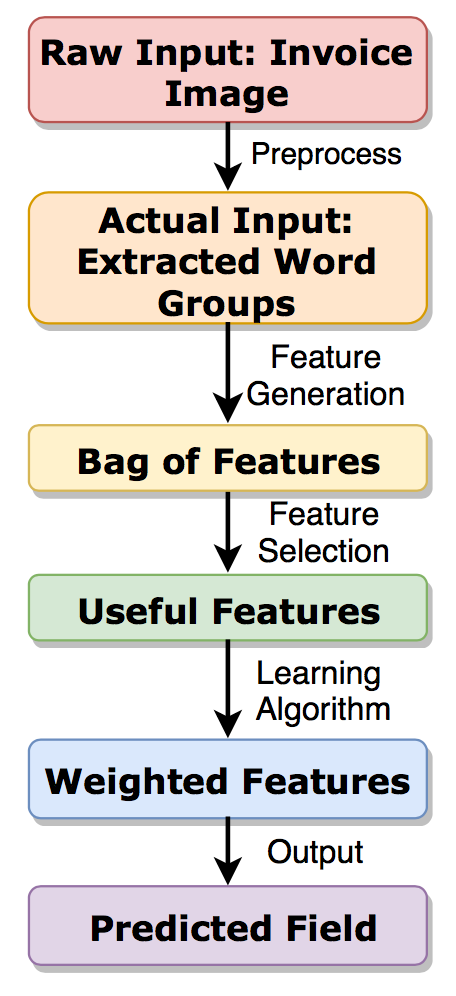 Raw Input: Invoice
Image
Preprocess
Actual Input:
Extracted Word
Groups
Feature
Generation
Bag of Features
Feature
Selection
Useful Features
Learning
Algorithm
Weighted Features
Output
Predicted Field